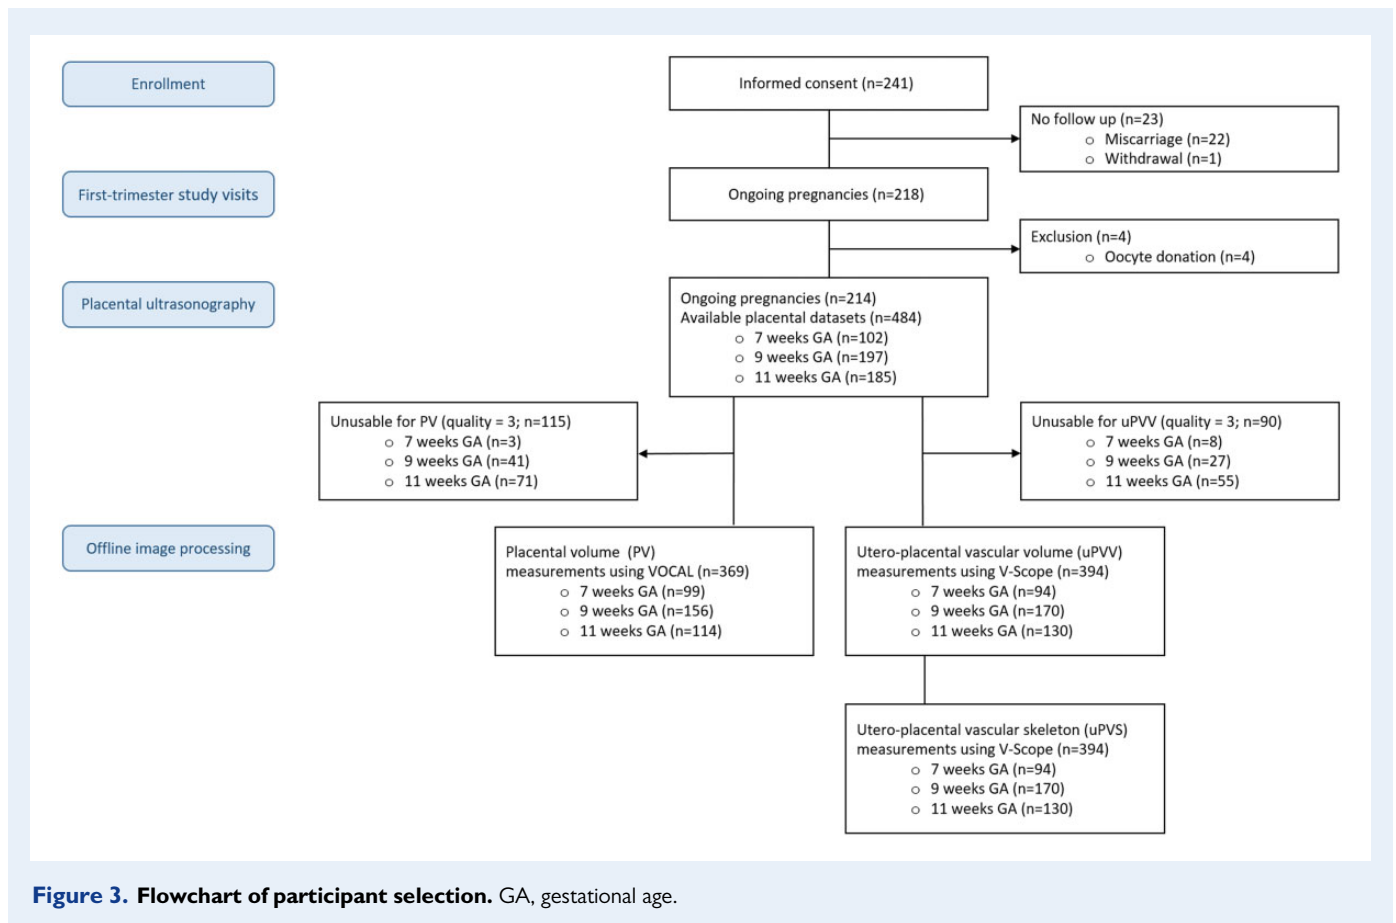 Enrollment
Informed consent (n=241)
No follow up (n=23)
o Miscarriage (n=22)
o Withdrawal (n=1)
First-trimester study visits
Ongoing pregnancies (n=218)
Exclusion (n=4)
o Oocyte donation (n=4)
Placental ultrasonography
Ongoing pregnancies (n=214)
Available placental datasets (n=484)
o 7 weeks GA (n=102)
o 9 weeks GA (n=197)
o 11 weeks GA (n=185)
Unusable for PV (quality = 3; n=115)
o 7 weeks GA (n=3)
o 9 weeks GA (n=41)
o 11 weeks GA (n=71)
Unusable for uPVV (quality = 3; n=90)
o 7 weeks GA (n=8)
o 9 weeks GA (n=27)
o 11 weeks GA (n=55)
Offline image processing
Placental volume (PV)
measurements using VOCAL (n=369)
o 7 weeks GA (n=99)
o 9 weeks GA (n=156)
o 11 weeks GA (n=114)
Utero-placental vascular volume (uPVV)
measurements using V-Scope (n=394)
o 7 weeks GA (n=94)
o 9 weeks GA (n=170)
o 11 weeks GA (n=130)
Utero-placental vascular skeleton (uPVS)
measurements using V-Scope (n=394)
o 7 weeks GA (n=94)
o 9 weeks GA (n=170)
o 11 weeks GA (n=130)
Figure 3. Flowchart of participant selection. GA, gestational age.